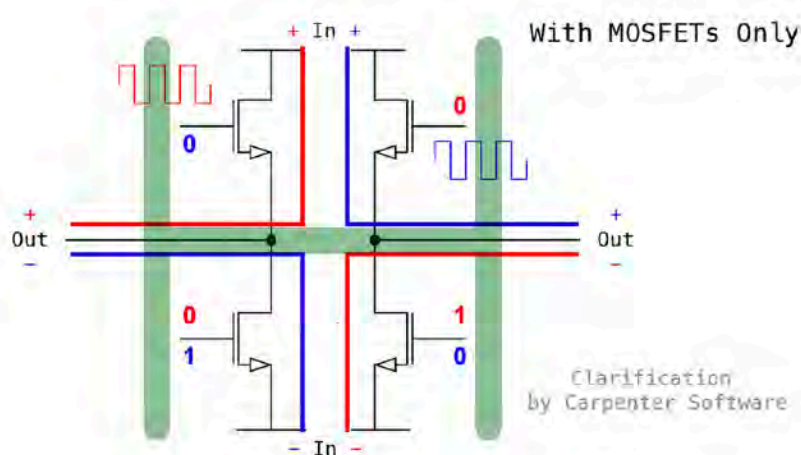 With MOSFETs Only
+ In +
0
0
+
Out
−
+
Out
−
0
1
1
0
Clarification
by Carpenter Software
− In −